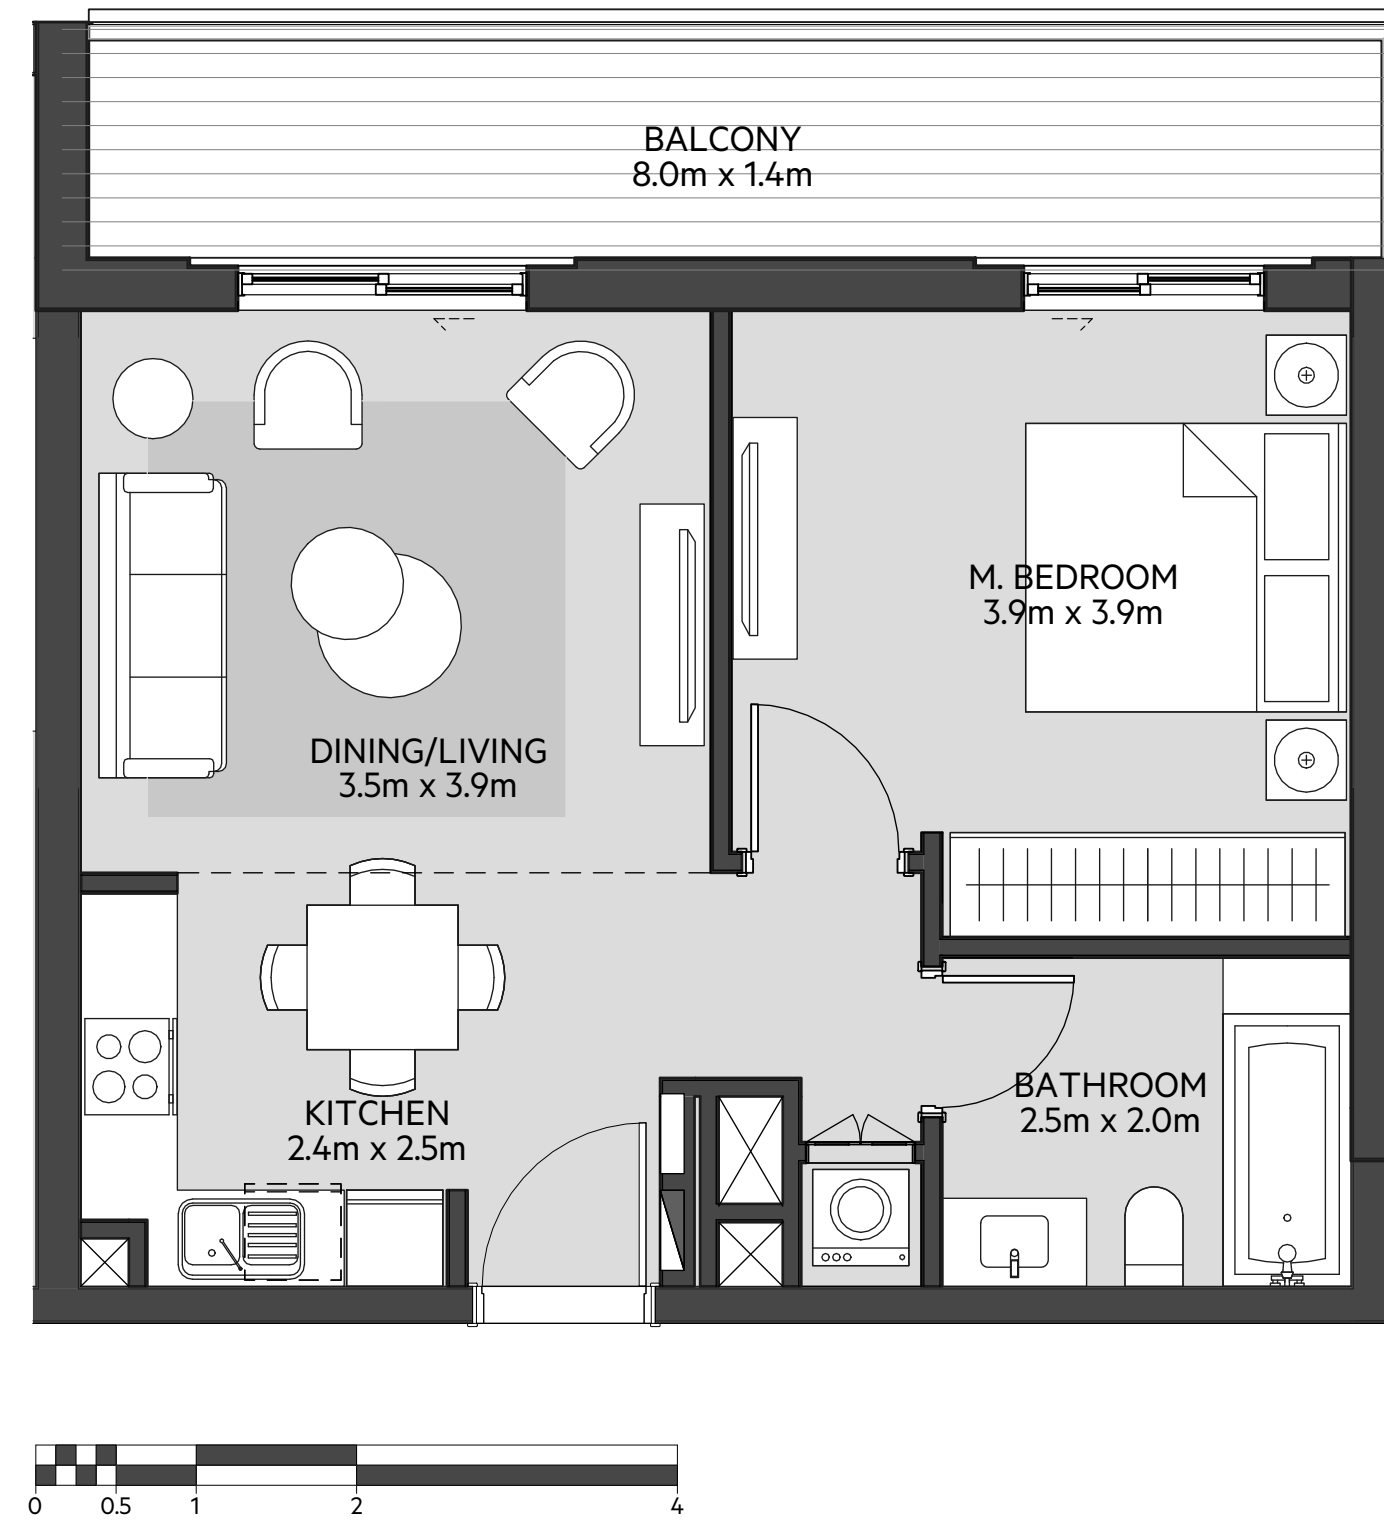 BALCONY
8.0m x 1.4m
M. BEDROOM
3.9m x 3.9m
DINING/LIVING
3.5m x 3.9m
BATHROOM
2.5m x 2.0m
KITCHEN
2.4m x 2.5m
0 0.5 1 2 4